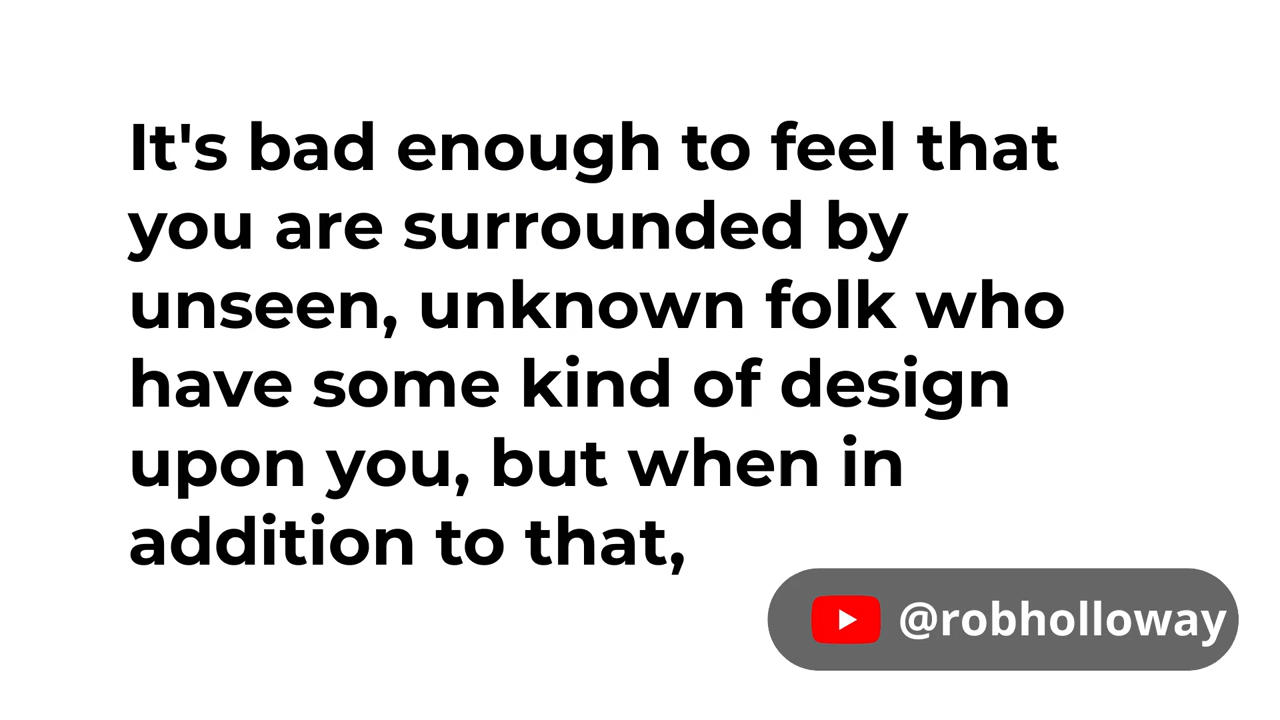 It's bad enough to feel that
you are surrounded by
unseen, unknown folk who
have some kind of design
upon you, but when in
addition to that,
@robholloway